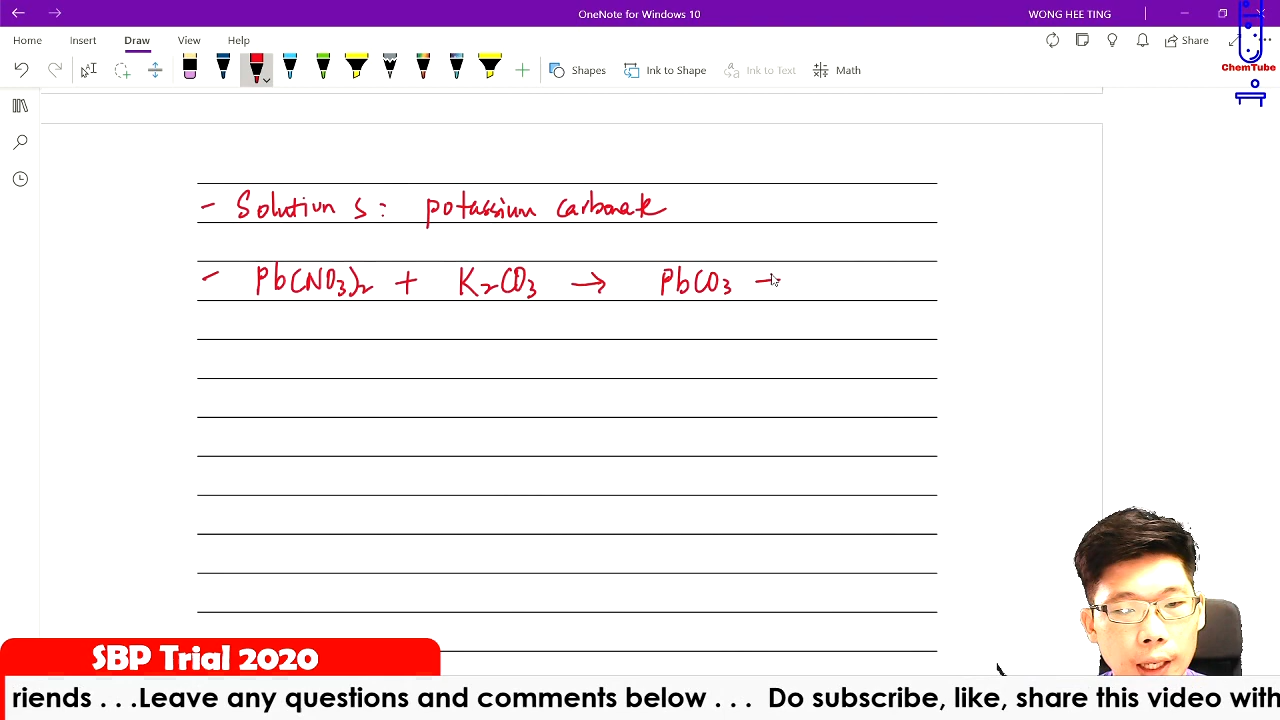 OneNote for Windows 10
WONG HEE TING
Home Insert Draw View Help
Share
Shapes
Ink to Shape
Ink to Text
Math
ChemTube
- Solution S: potassium carbonate
- Pb(NO3)2 + K2CO3 → PbCO3 +
SBP Trial 2020
riends . . .Leave any questions and comments below . . . Do subscribe, like, share this video with